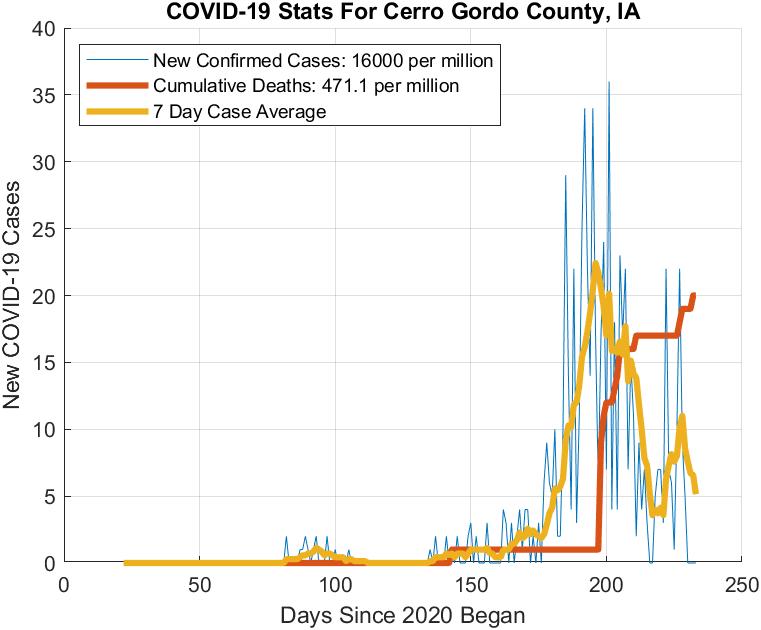 COVID-19 Stats For Cerro Gordo County, IA
New Confirmed Cases: 16000 per million
Cumulative Deaths: 471.1 per million
7 Day Case Average
New COVID-19 Cases
40
35
30
25
20
15
10
5
0
0 50 100 150 200 250
Days Since 2020 Began